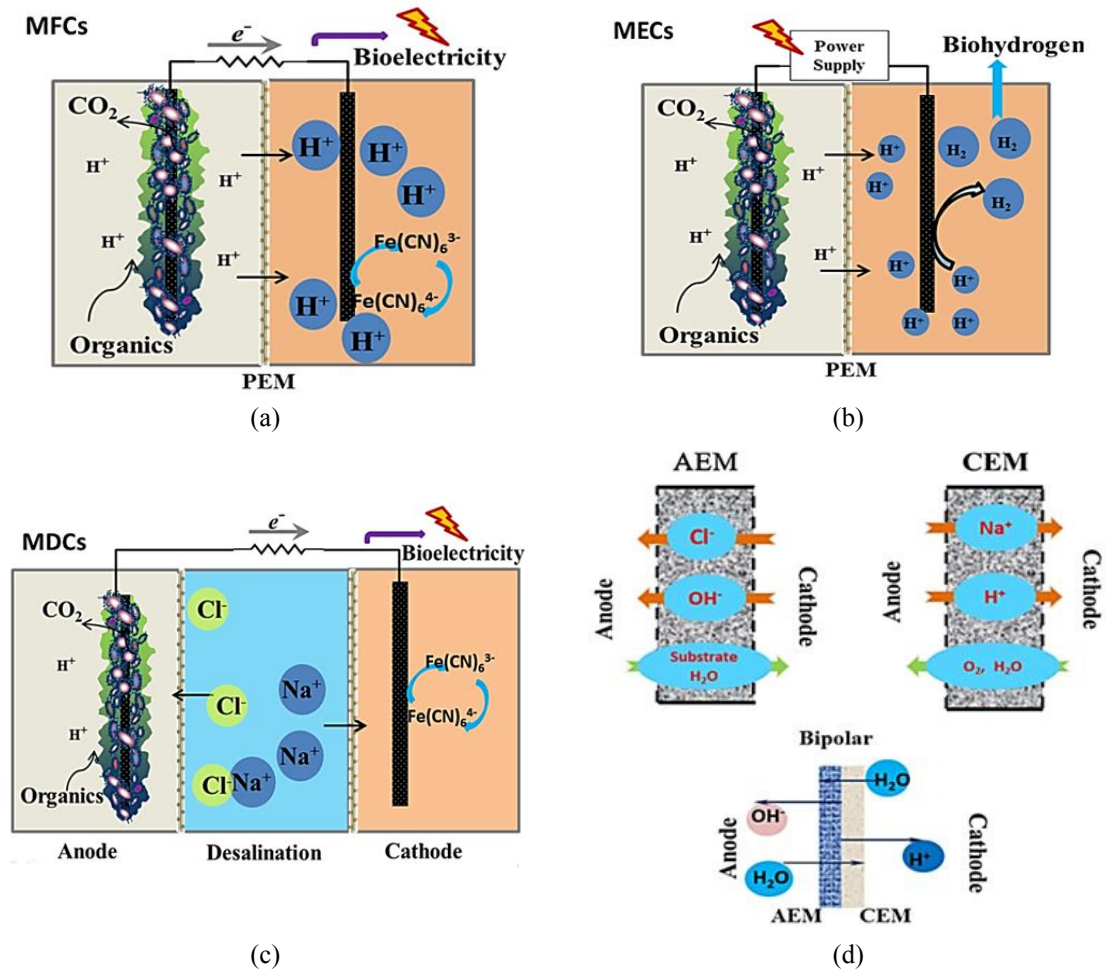 MFCs
e⁻
Bioelectricity
CO₂
H⁺
H⁺
H⁺
H⁺
H⁺
H⁺
H⁺
H⁺
H⁺
H⁺
Fe(CN)₆³⁻
Fe(CN)₆⁴⁻
Organics
PEM
(a)
MECs
Power
Supply
Biohydrogen
CO₂
H⁺
H⁺
H⁺
H⁺
H⁺
H⁺
H₂
H₂
H₂
H⁺
H⁺
H⁺
H⁺
Organics
PEM
(b)
MDCs
e⁻
Bioelectricity
CO₂
H⁺
H⁺
Organics
Cl⁻
Cl⁻
Cl⁻
Na⁺
Na⁺
Na⁺
Fe(CN)₆³⁻
Fe(CN)₆⁴⁻
Anode
Desalination
Cathode
(c)
AEM
Anode
Cl⁻
OH⁻
Substrate
H₂O
Cathode
CEM
Anode
Na⁺
H⁺
O₂, H₂O
Cathode
Bipolar
Anode
H₂O
OH⁻
H⁺
H₂O
Cathode
AEM
CEM
(d)